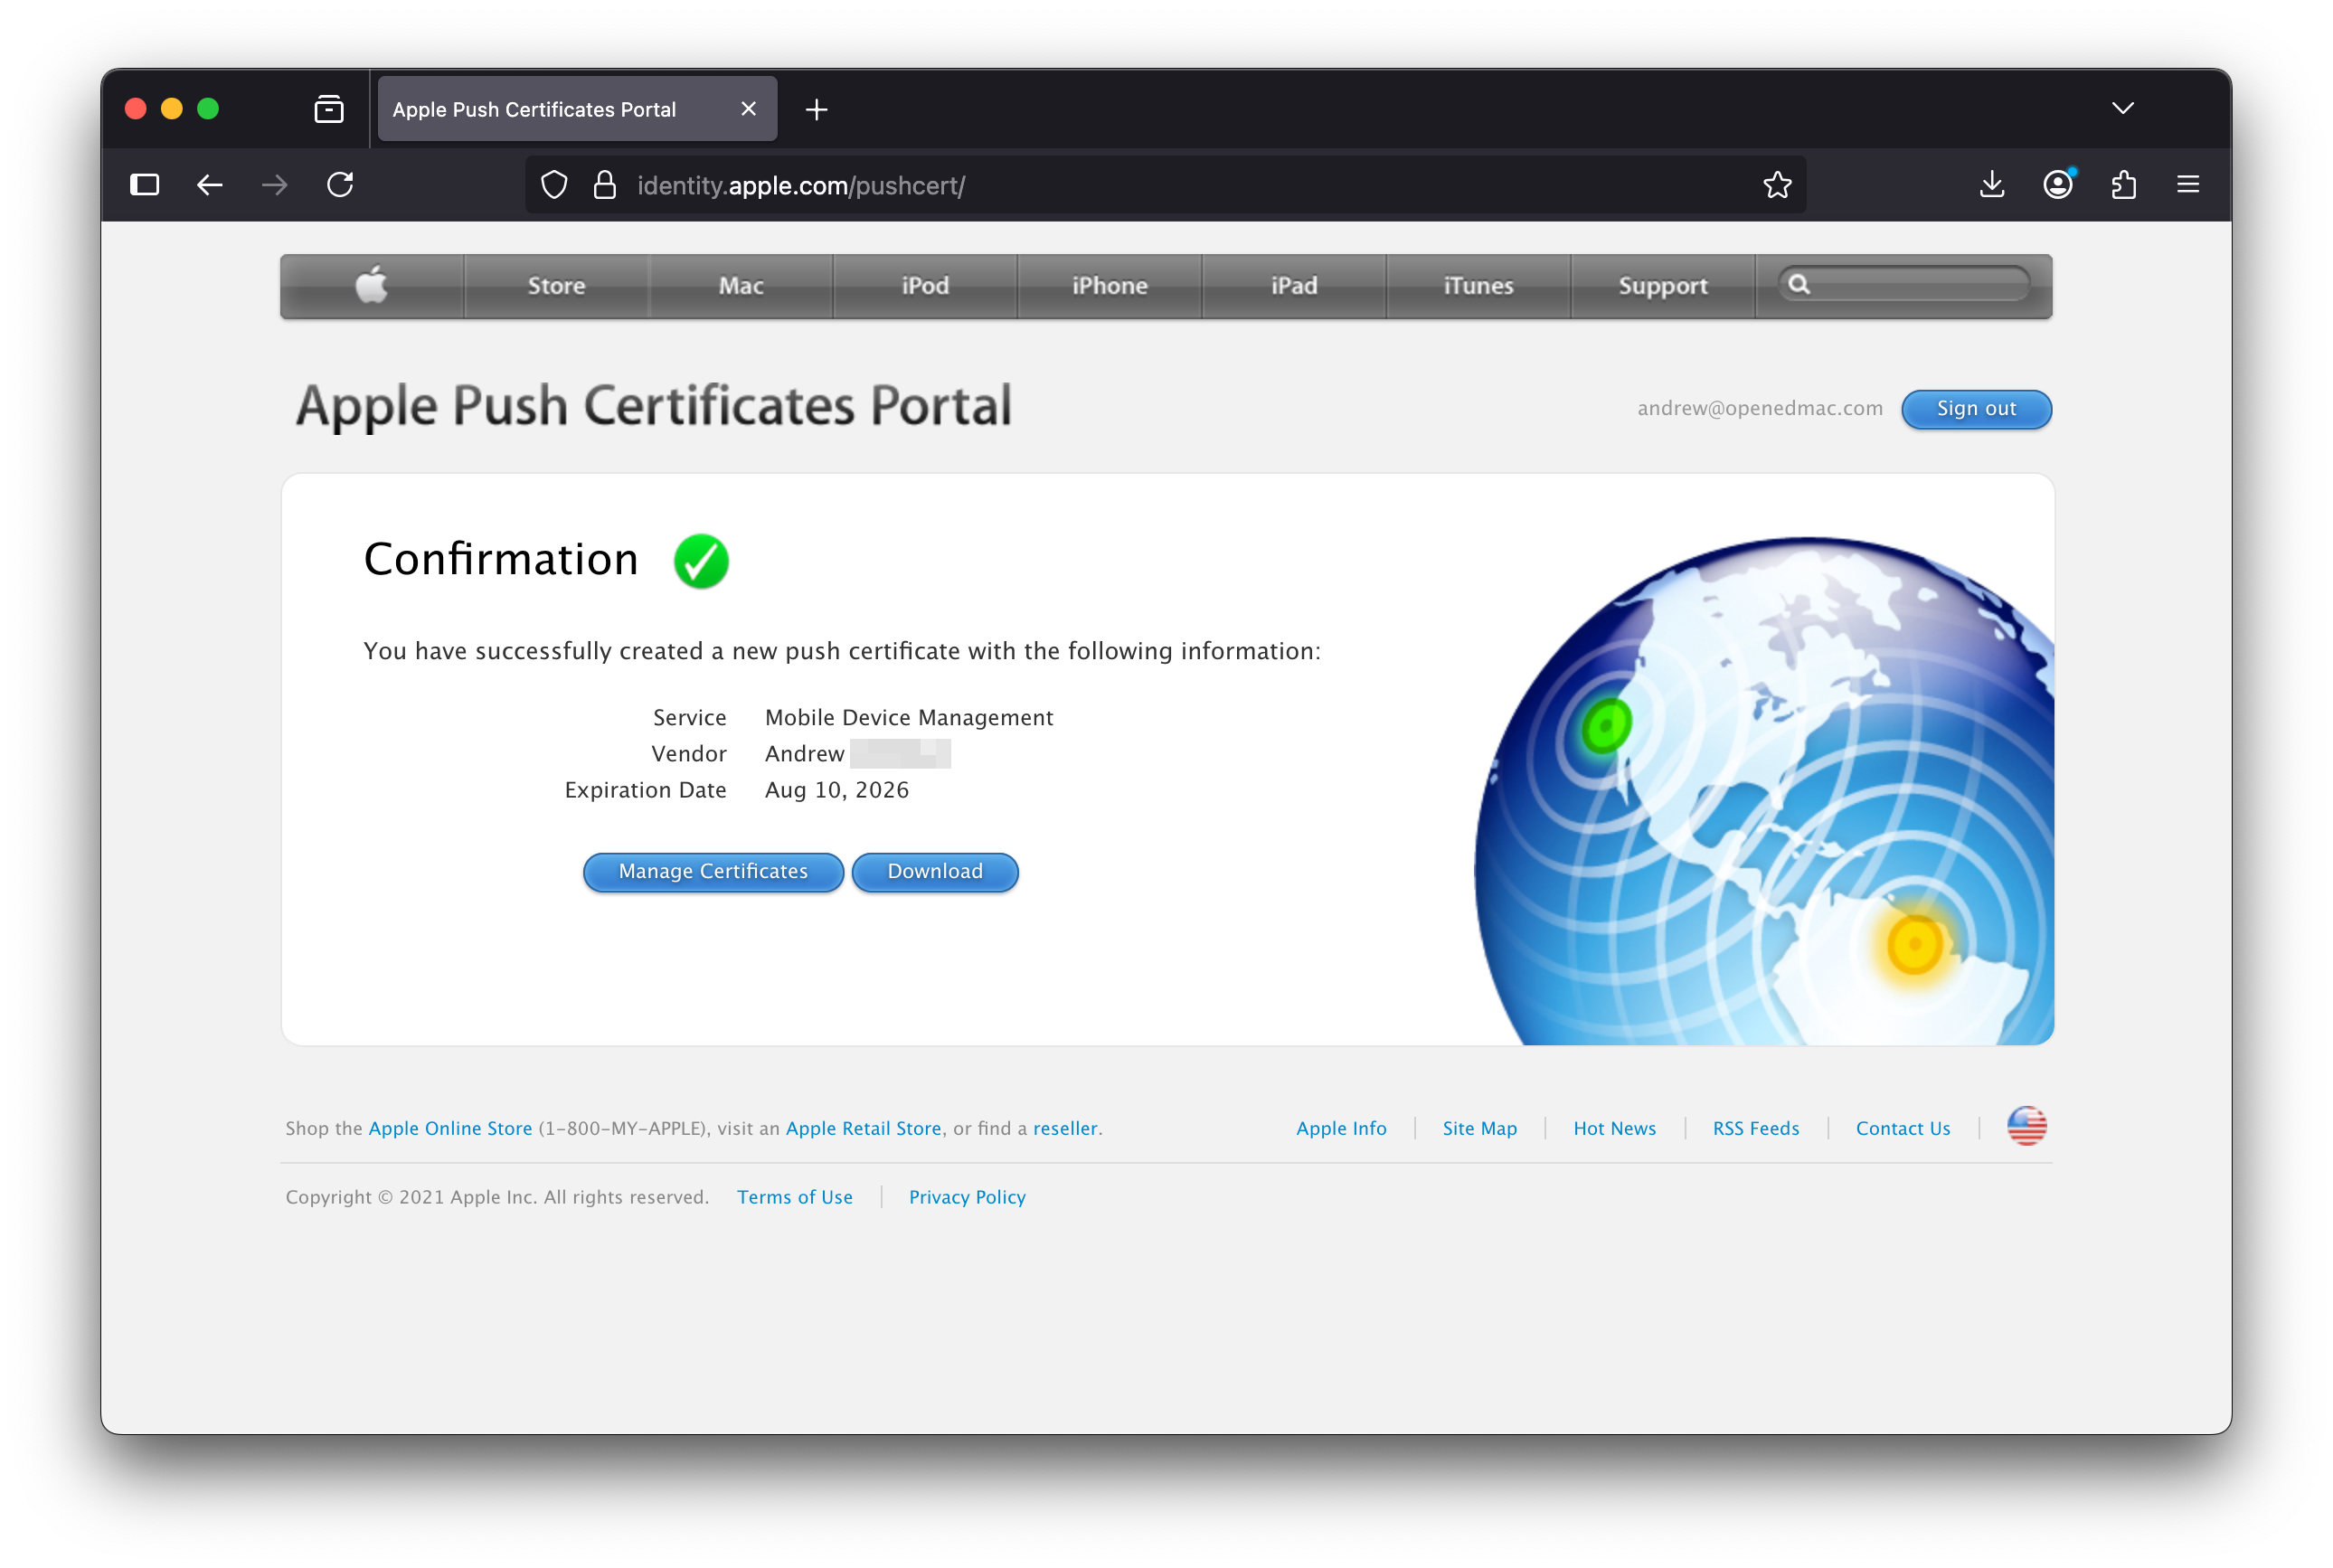 Apple Push Certificates Portal
identity.apple.com/pushcert/
Store Mac iPod iPhone iPad iTunes Support
Apple Push Certificates Portal
andrew@openedmac.com Sign out
Confirmation
You have successfully created a new push certificate with the following information:
Service Mobile Device Management
Vendor Andrew
Expiration Date Aug 10, 2026
Manage Certificates Download
Shop the Apple Online Store (1-800-MY-APPLE), visit an Apple Retail Store, or find a reseller. Apple Info Site Map Hot News RSS Feeds Contact Us
Copyright © 2021 Apple Inc. All rights reserved. Terms of Use Privacy Policy